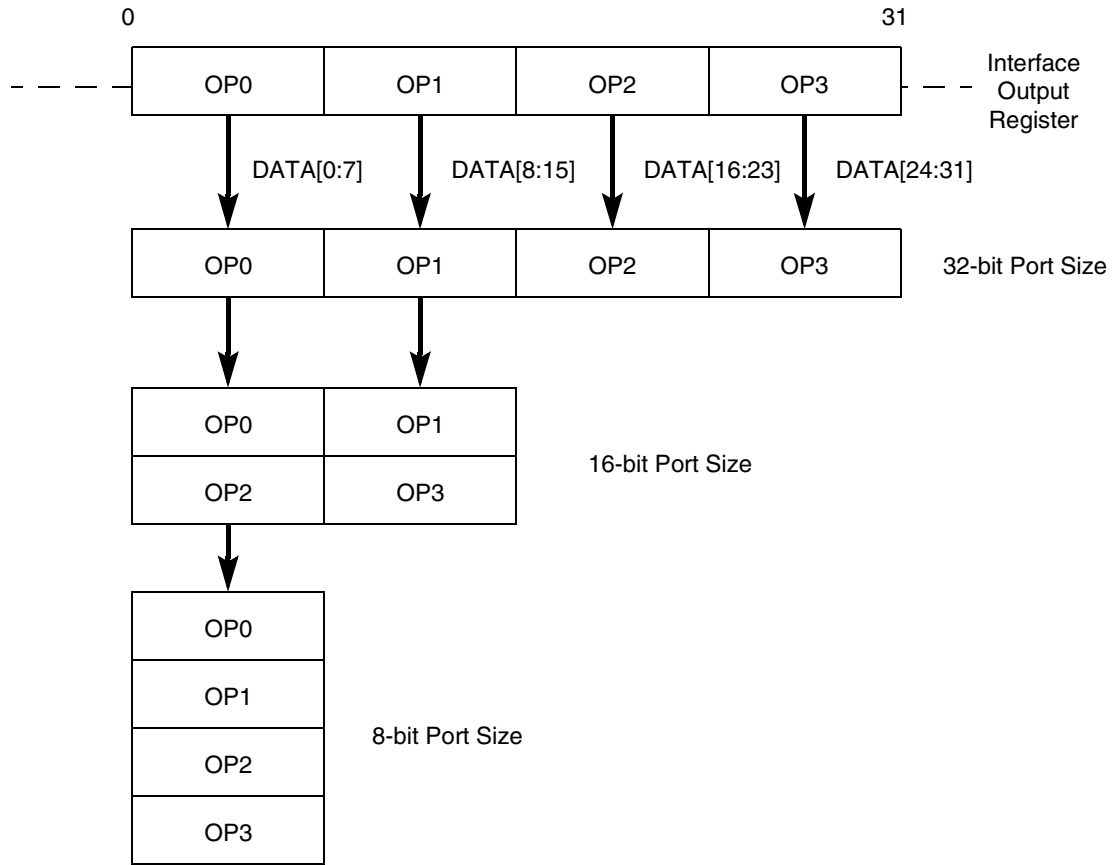 0 31
OP0 OP1 OP2 OP3
Interface
Output
Register
DATA[0:7] DATA[8:15] DATA[16:23] DATA[24:31]
OP0 OP1 OP2 OP3 32-bit Port Size
OP0 OP1
16-bit Port Size
OP2 OP3
OP0
OP1
8-bit Port Size
OP2
OP3